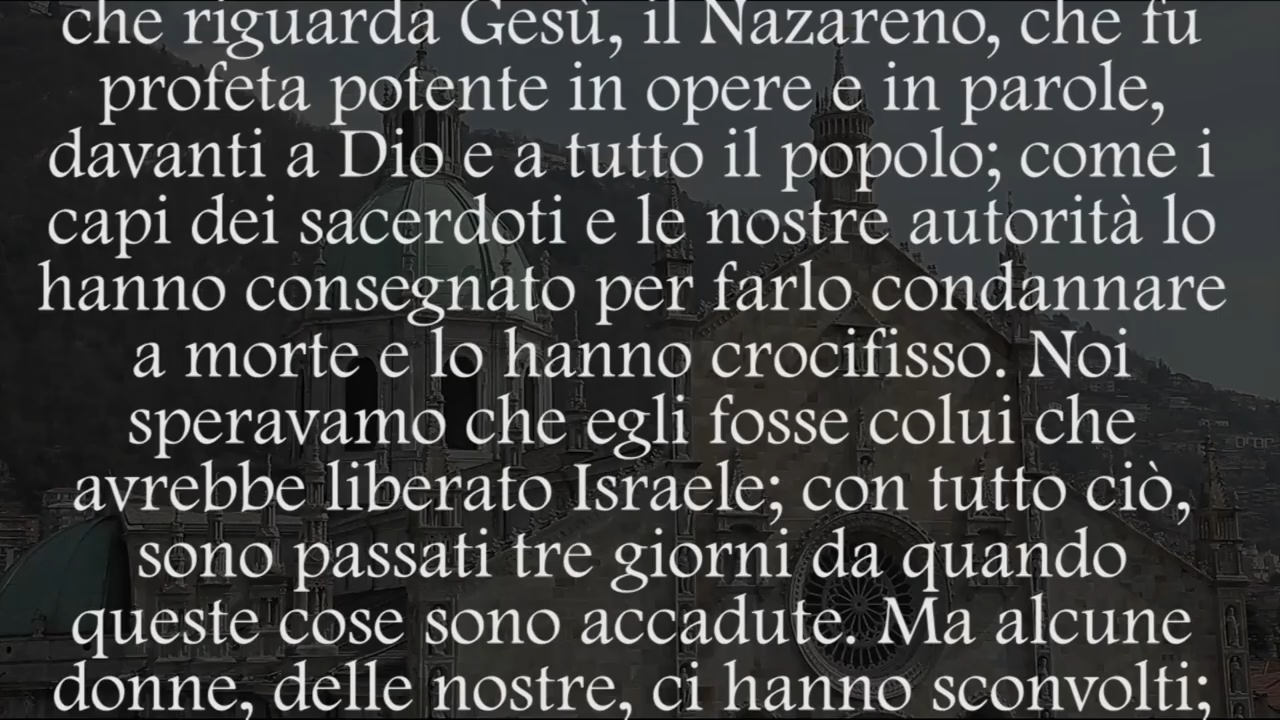 che riguarda Gesù, il Nazareno, che fu
profeta potente in opere e in parole,
davanti a Dio e a tutto il popolo; come i
capi dei sacerdoti e le nostre autorità lo
hanno consegnato per farlo condannare
a morte e lo hanno crocifisso. Noi
speravamo che egli fosse colui che
avrebbe liberato Israele; con tutto ciò,
sono passati tre giorni da quando
queste cose sono accadute. Ma alcune
donne, delle nostre, ci hanno sconvolti;